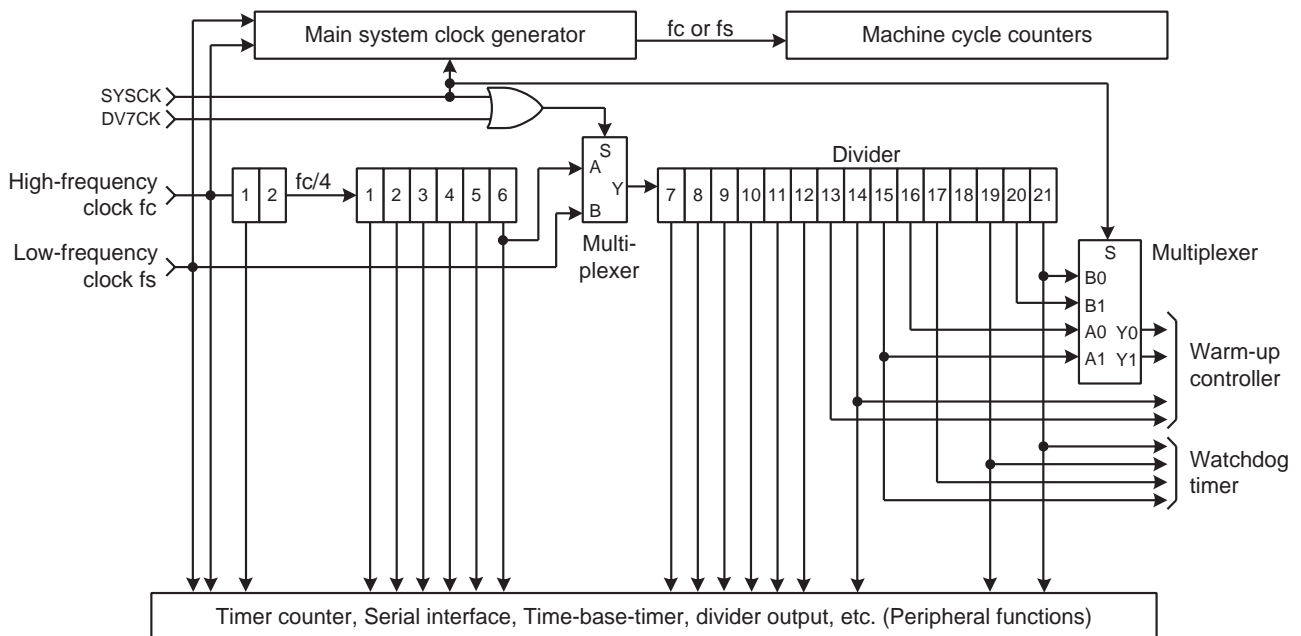 Main system clock generator
fc or fs
Machine cycle counters
SYSCK
DV7CK
S
A
Y
B
Multi-
plexer
Divider
High-frequency
clock fc
1 2
fc/4
1 2 3 4 5 6
7 8 9 10 11 12 13 14 15 16 17 18 19 20 21
Low-frequency
clock fs
S
Multiplexer
B0
B1
A0 Y0
A1 Y1
Warm-up
controller
Watchdog
timer
Timer counter, Serial interface, Time-base-timer, divider output, etc. (Peripheral functions)